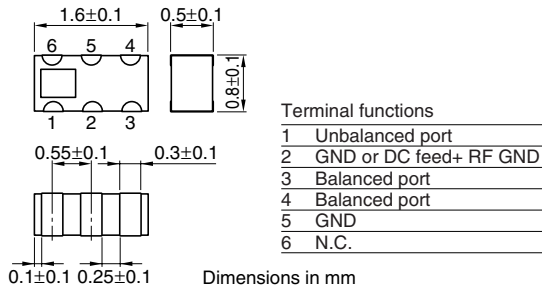 1.6±0.1
0.5±0.1
6 5 4
0.8±0.1
1 2 3
0.55±0.1
0.3±0.1
0.1±0.1
0.25±0.1
Dimensions in mm
Terminal functions
1 Unbalanced port
2 GND or DC feed+ RF GND
3 Balanced port
4 Balanced port
5 GND
6 N.C.